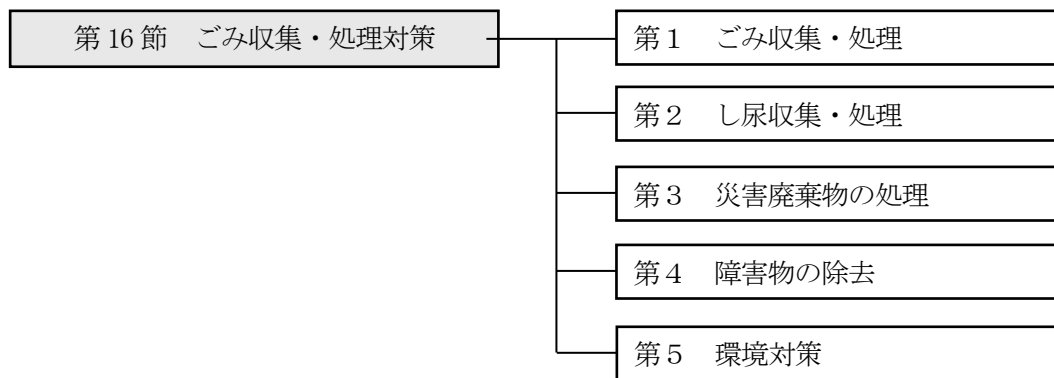 第16節　ごみ収集・処理対策
第１　ごみ収集・処理
第２　し尿収集・処理
第３　災害廃棄物の処理
第４　障害物の除去
第５　環境対策